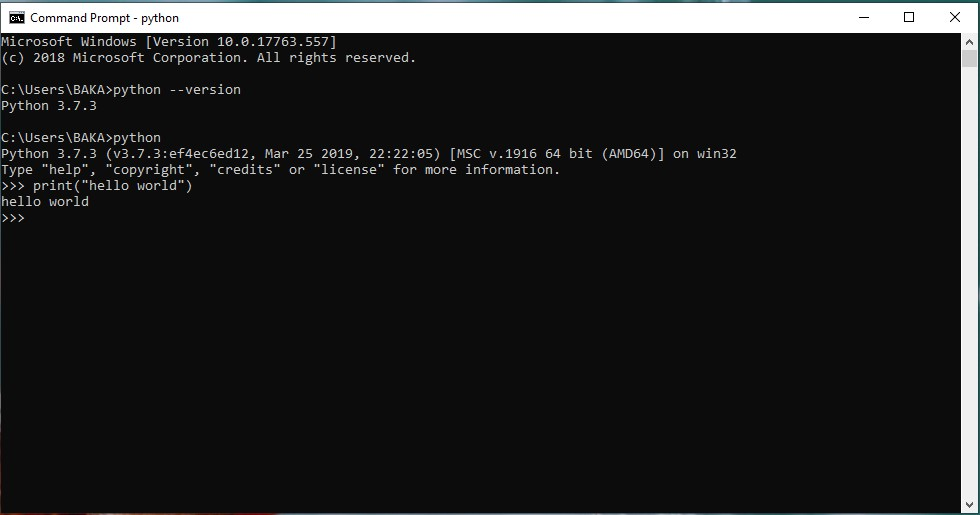 Command Prompt - python
Microsoft Windows [Version 10.0.17763.557]
(c) 2018 Microsoft Corporation. All rights reserved.
C:\Users\BAKA>python --version
Python 3.7.3
C:\Users\BAKA>python
Python 3.7.3 (v3.7.3:ef4ec6ed12, Mar 25 2019, 22:22:05) [MSC v.1916 64 bit (AMD64)] on win32
Type "help", "copyright", "credits" or "license" for more information.
>>> print("hello world")
hello world
>>>